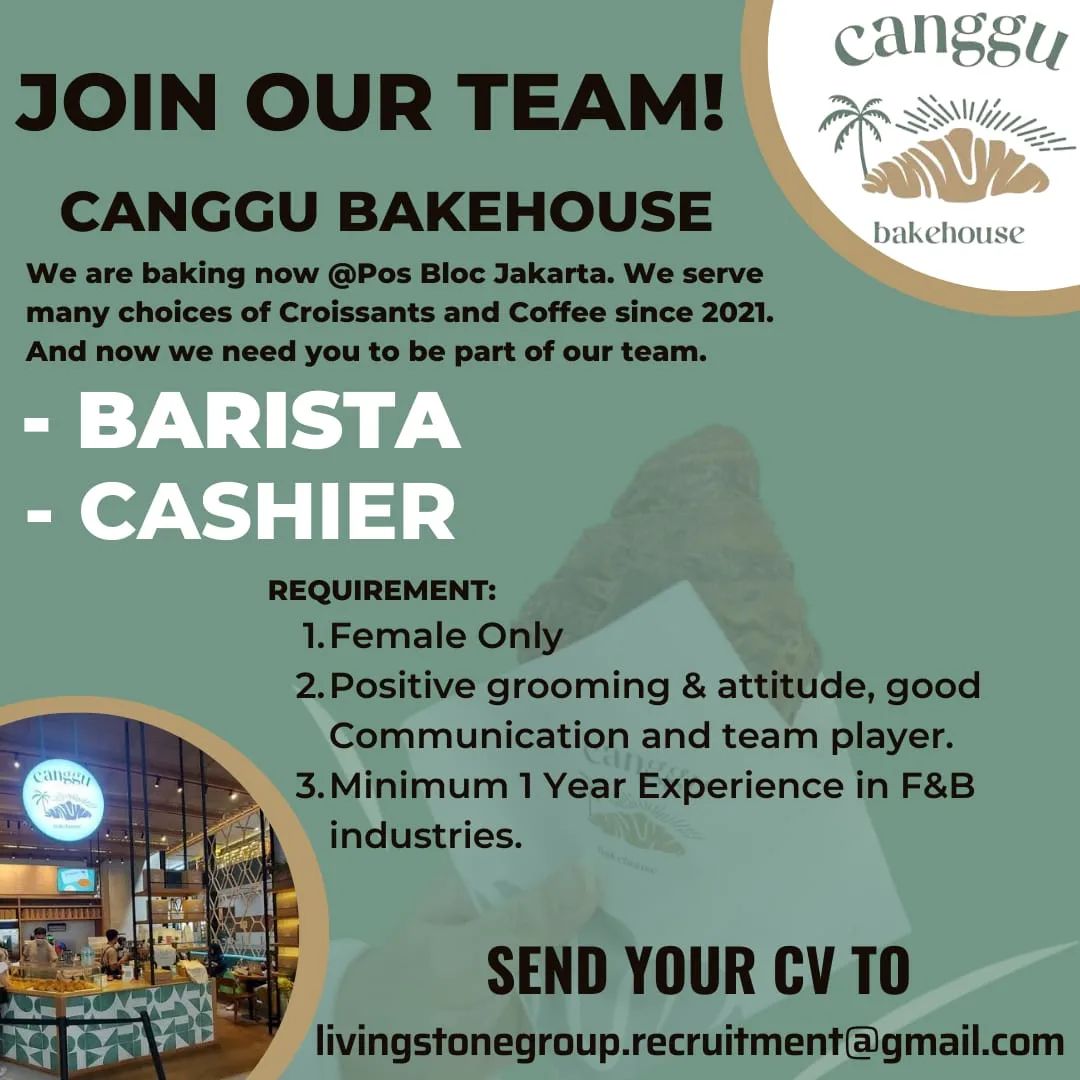 canggu
bakehouse
JOIN OUR TEAM!
CANGGU BAKEHOUSE
We are baking now @Pos Bloc Jakarta. We serve
many choices of Croissants and Coffee since 2021.
And now we need you to be part of our team.
- BARISTA
- CASHIER
REQUIREMENT:
1. Female Only
2. Positive grooming & attitude, good
Communication and team player.
3. Minimum 1 Year Experience in F&B
industries.
canggu
bakehouse
canggu
bakehouse
SEND YOUR CV TO
livingstonegroup.recruitment@gmail.com